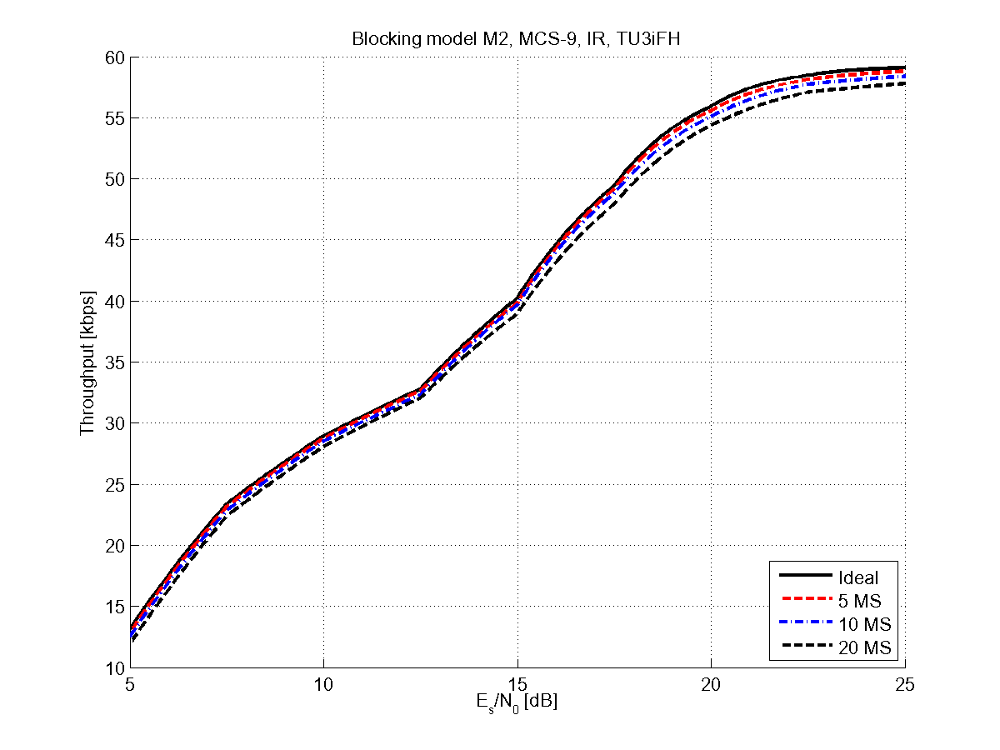 Blocking model M2, MCS-9, IR, TU3iFH
60
55
50
45
40
35
30
25
20
15
10
Throughput [kbps]
Ideal
5 MS
10 MS
20 MS
5 10 15 20 25
Es/N0 [dB]